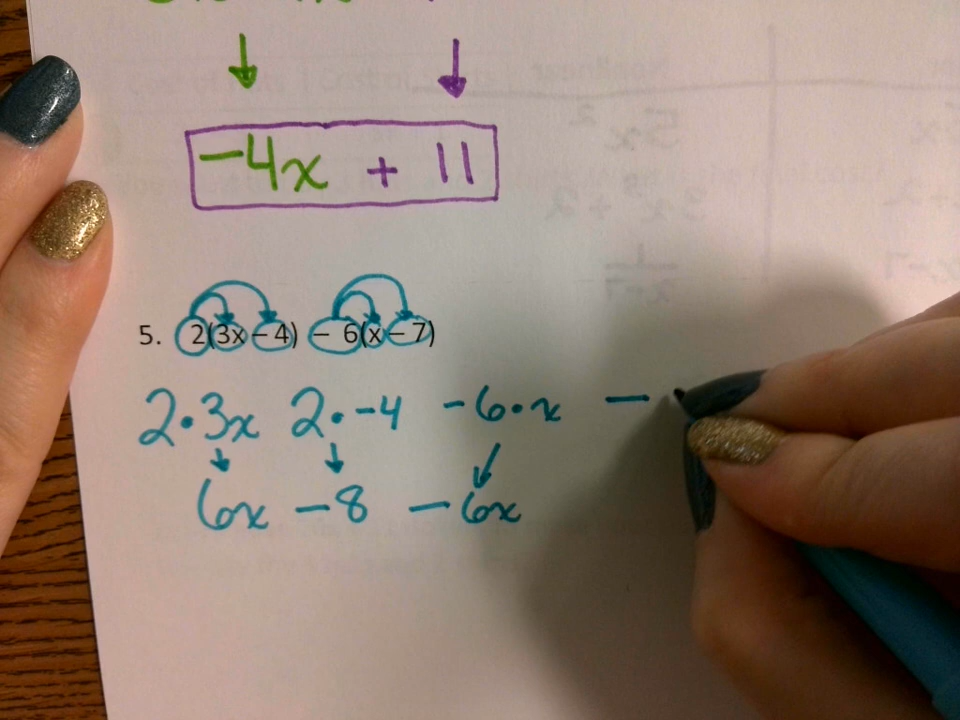 -4x + 11
5. 2(3x - 4) - 6(x - 7)
2•3x 2•-4 -6•x -
6x -8 -6x